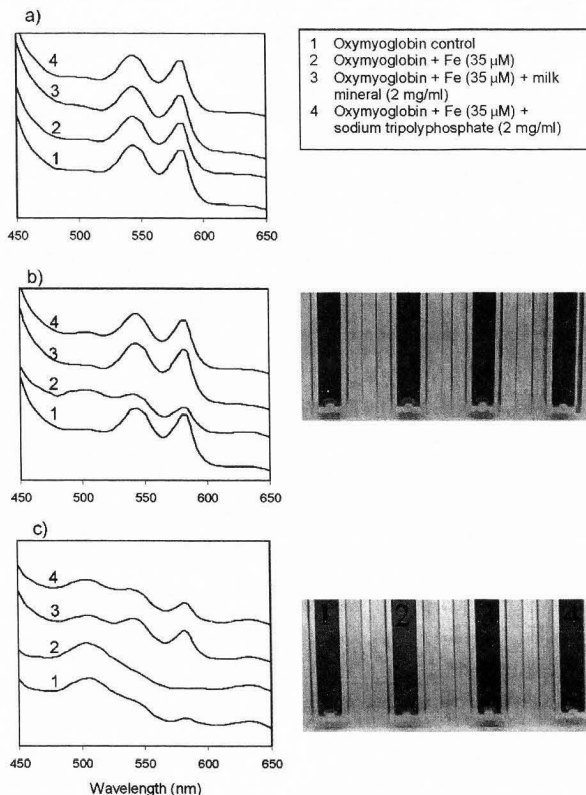 a)
4
3
2
1
450 500 550 600 650
1 Oxymyoglobin control
2 Oxymyoglobin + Fe (35 µM)
3 Oxymyoglobin + Fe (35 µM) + milk
mineral (2 mg/ml)
4 Oxymyoglobin + Fe (35 µM) +
sodium tripolyphosphate (2 mg/ml)
b)
4
3
2
1
450 500 550 600 650
c)
4
3
2
1
450 500 550 600 650
Wavelength (nm)
1 2 4